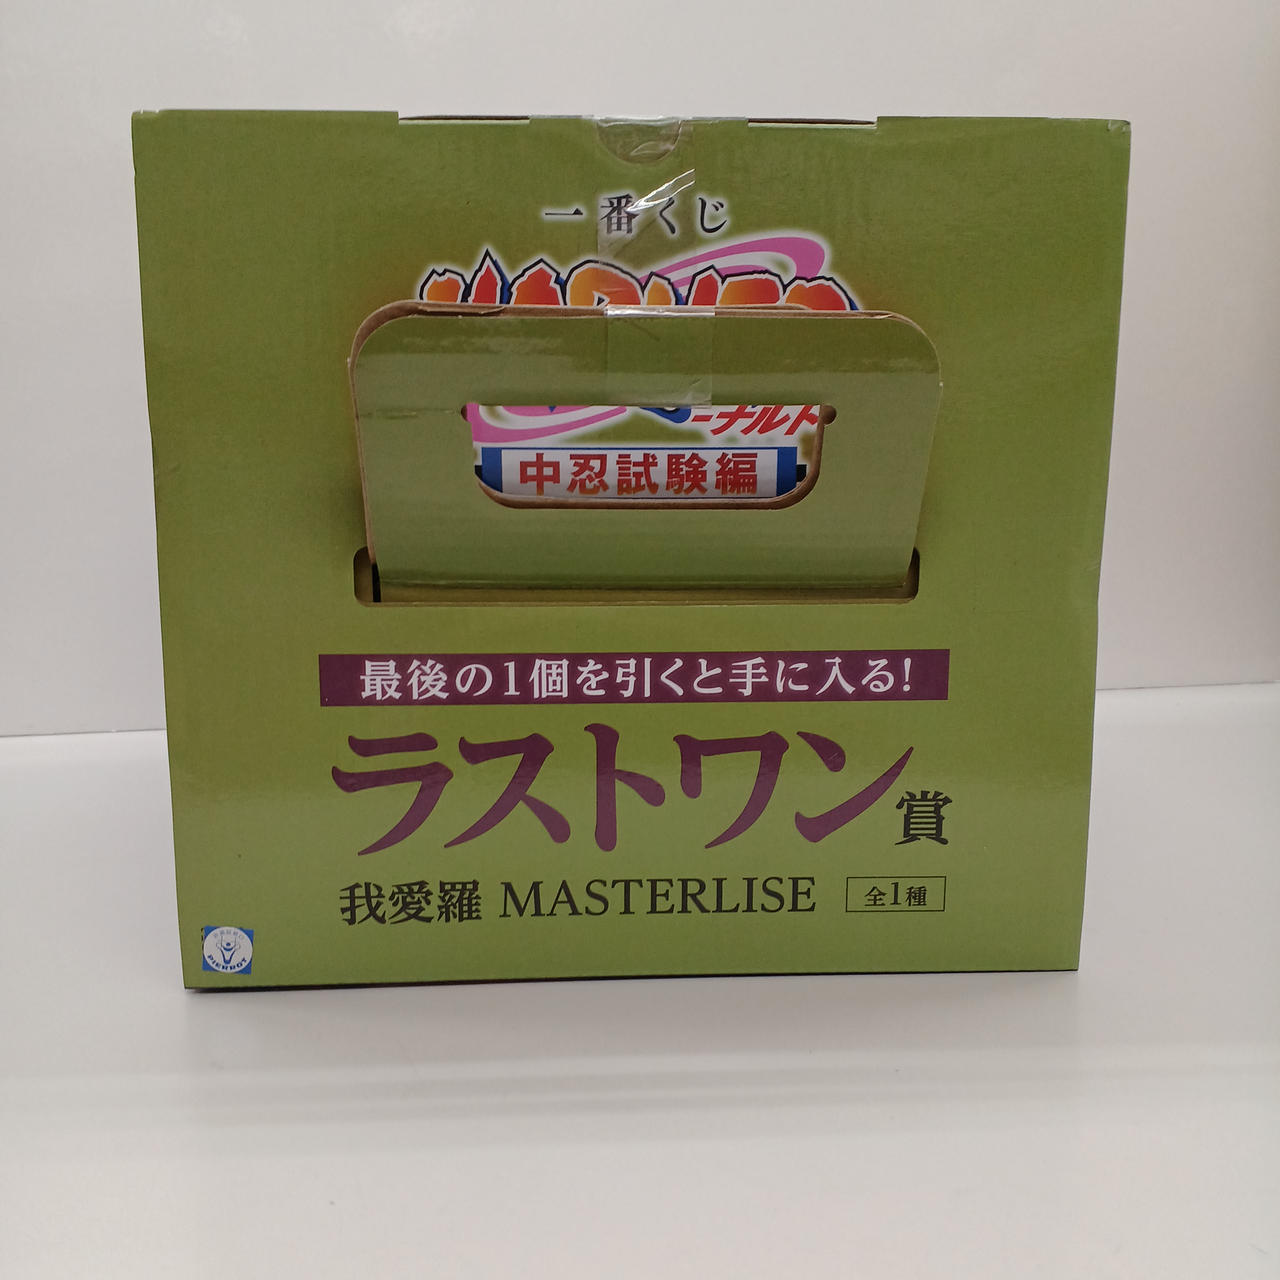 一番くじ
ナルト
中忍試験編
最後の1個を引くと手に入る!
ラストワン賞
我愛羅 MASTERLISE 全1種
PIERROT